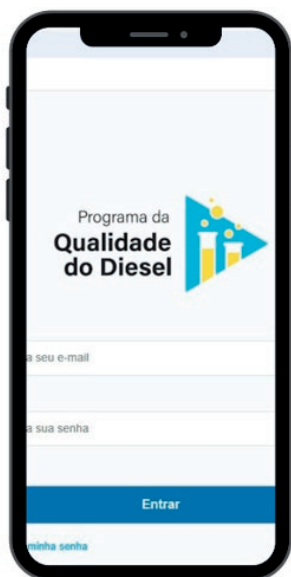 Programa da
Qualidade
do Diesel
a seu e-mail
a sua senha
Entrar
minha senha